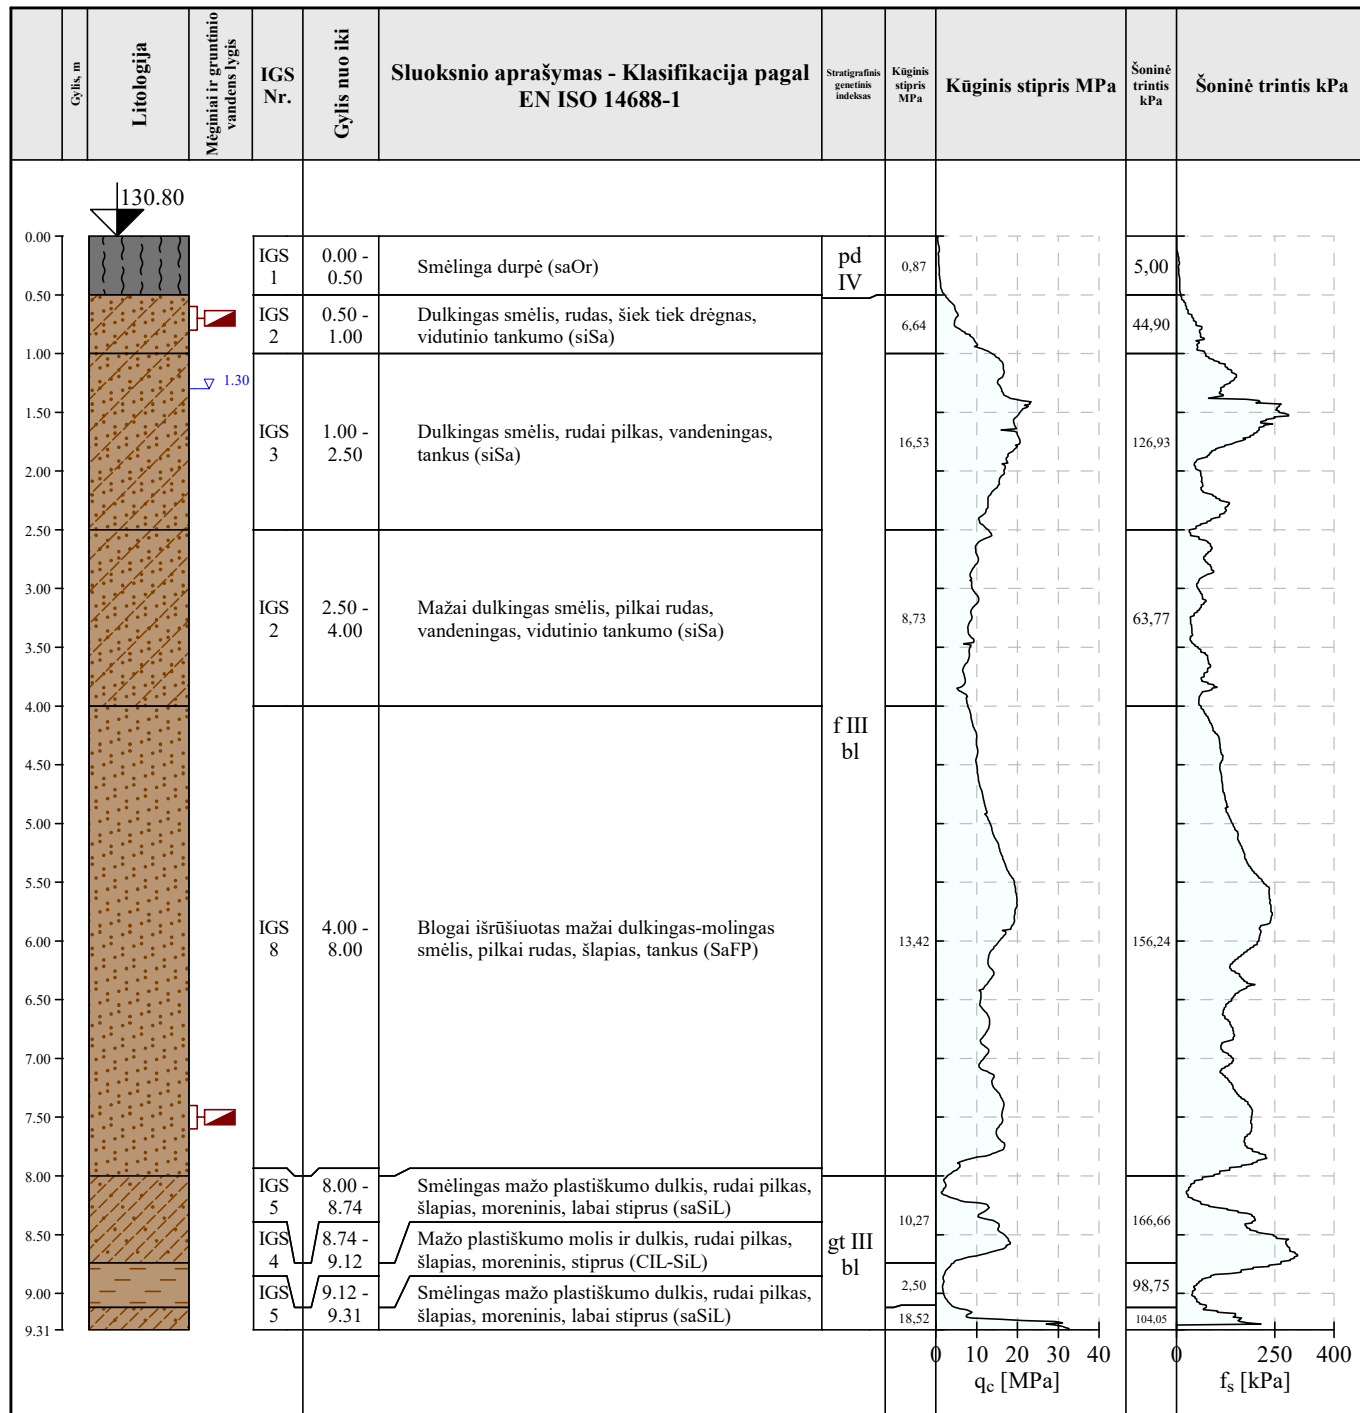 Gylis, m
Litologija
Mėginiai ir gruntinio
vandens lygis
IGS
Nr.
Gylis nuo iki
Sluoksnio aprašymas - Klasifikacija pagal
EN ISO 14688-1
Stratigrafinis
genetinis
indeksas
Kūginis
stipris
MPa
Kūginis stipris MPa
Šoninė
trintis
kPa
Šoninė trintis kPa
130.80
0.00
0.50
1.00
1.50
2.00
2.50
3.00
3.50
4.00
4.50
5.00
5.50
6.00
6.50
7.00
7.50
8.00
8.50
9.00
9.31
1.30
IGS
1
0.00 -
0.50
Smėlinga durpė (saOr)
pd
IV
0,87
5,00
IGS
2
0.50 -
1.00
Dulkingas smėlis, rudas, šiek tiek drėgnas,
vidutinio tankumo (siSa)
6,64
44,90
IGS
3
1.00 -
2.50
Dulkingas smėlis, rudai pilkas, vandeningas,
tankus (siSa)
16,53
126,93
IGS
2
2.50 -
4.00
Mažai dulkingas smėlis, pilkai rudas,
vandeningas, vidutinio tankumo (siSa)
8,73
63,77
f III
bl
IGS
8
4.00 -
8.00
Blogai išrūšiuotas mažai dulkingas-molingas
smėlis, pilkai rudas, šlapias, tankus (SaFP)
13,42
156,24
IGS
5
8.00 -
8.74
Smėlingas mažo plastiškumo dulkis, rudai pilkas,
šlapias, moreninis, labai stiprus (saSiL)
10,27
166,66
gt III
bl
IGS
4
8.74 -
9.12
Mažo plastiškumo molis ir dulkis, rudai pilkas,
šlapias, moreninis, stiprus (CIL-SiL)
2,50
98,75
IGS
5
9.12 -
9.31
Smėlingas mažo plastiškumo dulkis, rudai pilkas,
šlapias, moreninis, labai stiprus (saSiL)
18,52
104,05
0 10 20 30 40
qc [MPa]
0 250 400
fs [kPa]